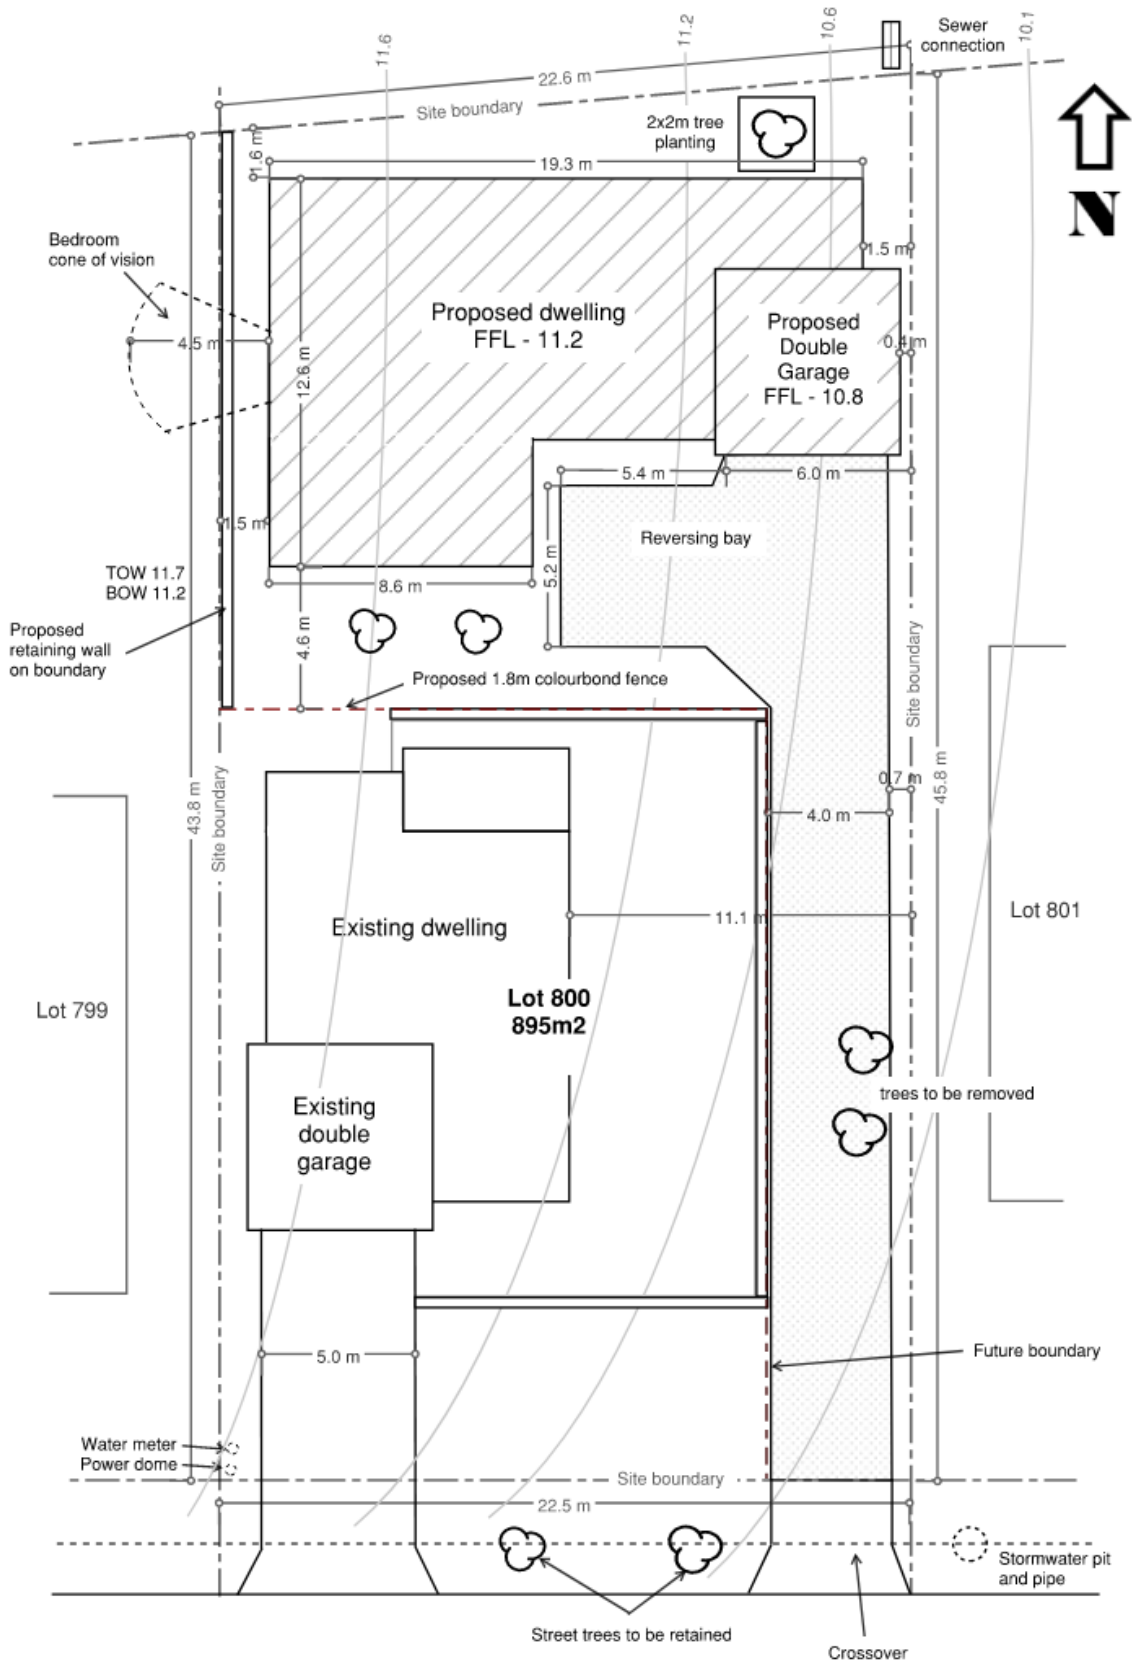 11.6
11.2
10.6
10.1
Sewer
connection
22.6 m
Site boundary
2x2m tree
planting
1.6 m
19.3 m
N
Bedroom
cone of vision
1.5 m
Proposed dwelling
FFL - 11.2
Proposed
Double
Garage
FFL - 10.8
4.5 m
0.4 m
12.6 m
5.4 m
6.0 m
1.5 m
Reversing bay
5.2 m
TOW 11.7
BOW 11.2
8.6 m
Proposed
retaining wall
on boundary
4.6 m
Site boundary
Proposed 1.8m colourbond fence
43.8 m
Site boundary
0.7 m
45.8 m
4.0 m
11.1 m
Existing dwelling
Lot 801
Lot 799
Lot 800
895m2
trees to be removed
Existing
double
garage
5.0 m
Future boundary
Water meter
Power dome
Site boundary
22.5 m
Stormwater pit
and pipe
Street trees to be retained
Crossover